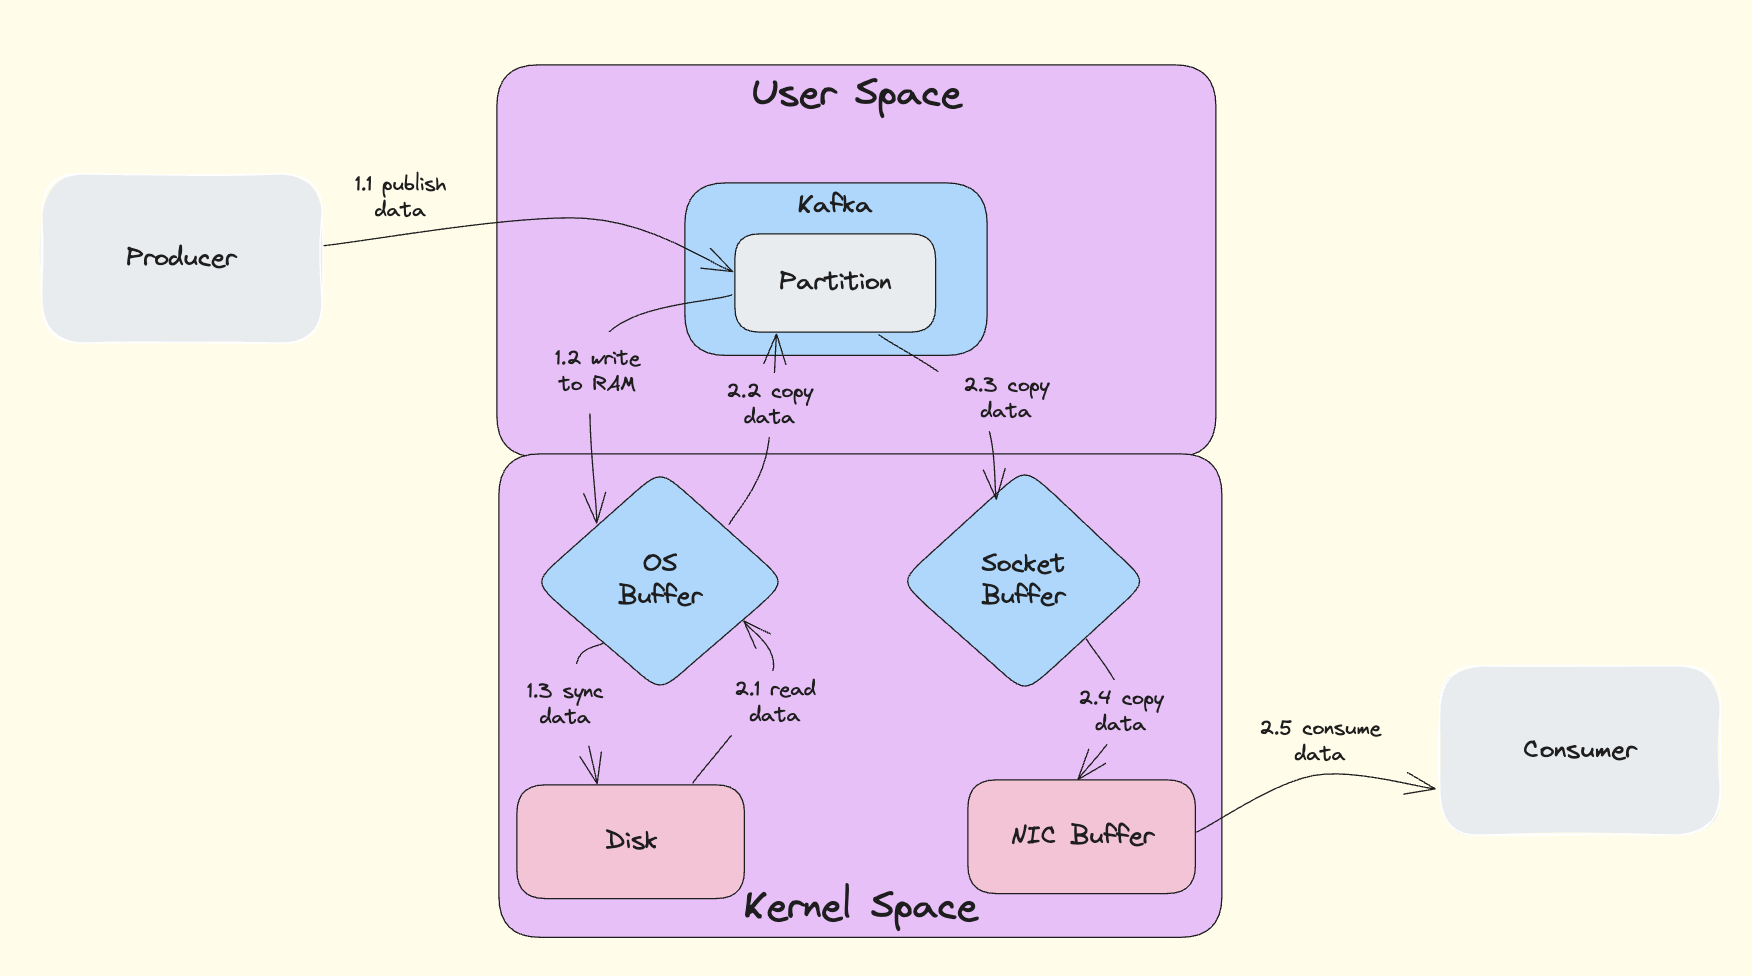 User Space
1.1 publish
data
Kafka
Producer
Partition
1.2 write
to RAM
2.2 copy
data
2.3 copy
data
OS
Buffer
Socket
Buffer
1.3 sync
data
2.1 read
data
2.4 copy
data
2.5 consume
data
Consumer
Disk
NIC Buffer
Kernel Space